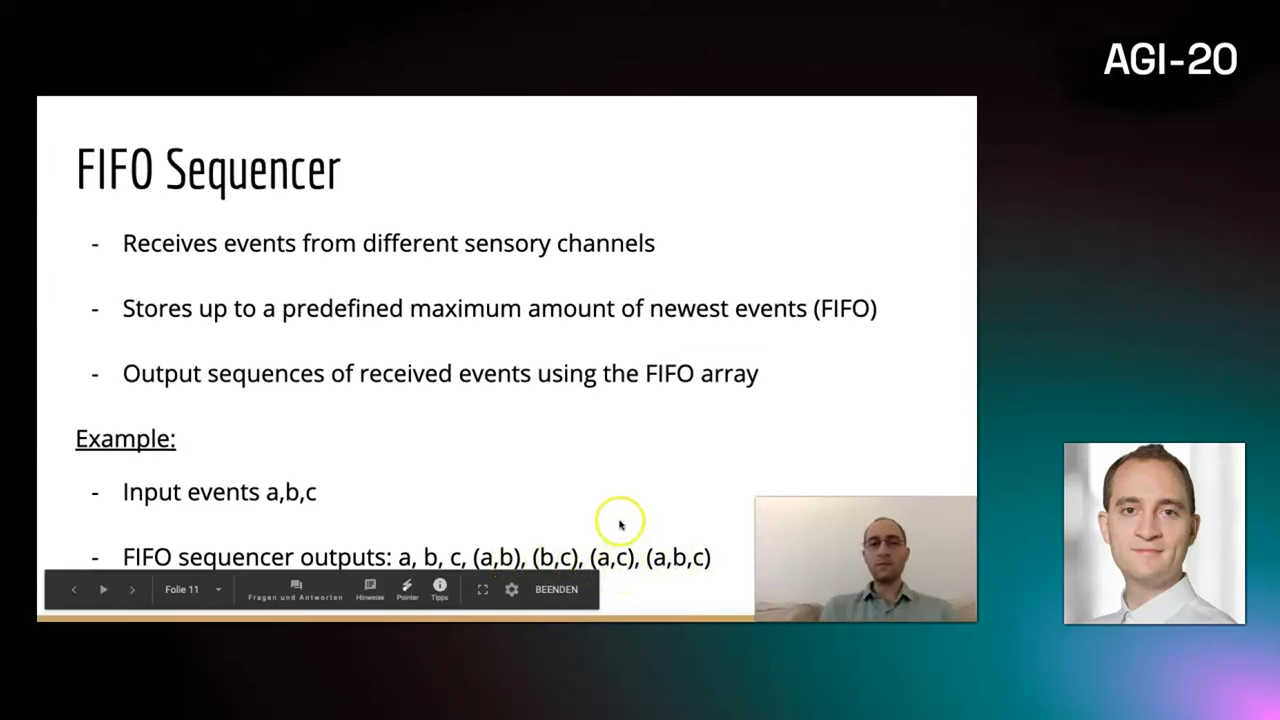 AGI-20
FIFO Sequencer
- Receives events from different sensory channels
- Stores up to a predefined maximum amount of newest events (FIFO)
- Output sequences of received events using the FIFO array
Example:
- Input events a,b,c
- FIFO sequencer outputs: a, b, c, (a,b), (b,c), (a,c), (a,b,c)
Folie 11
Fragen und Antworten
Hinweise
Pointer
Tipps
BEENDEN